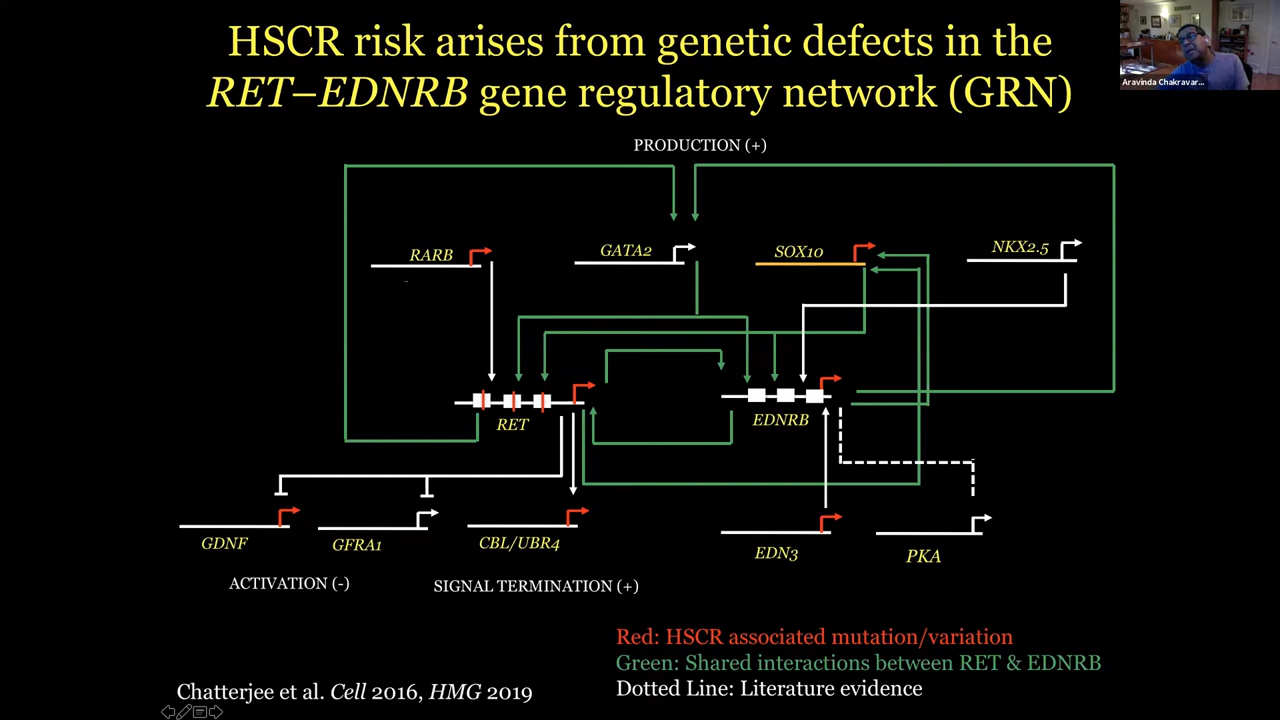 HSCR risk arises from genetic defects in the
RET–EDNRB gene regulatory network (GRN)
Aravinda Chakravar...
PRODUCTION (+)
RARB
GATA2
SOX10
NKX2.5
RET
EDNRB
GDNF
GFRA1
CBL/UBR4
EDN3
PKA
ACTIVATION (-)
SIGNAL TERMINATION (+)
Red: HSCR associated mutation/variation
Green: Shared interactions between RET & EDNRB
Dotted Line: Literature evidence
Chatterjee et al. Cell 2016, HMG 2019